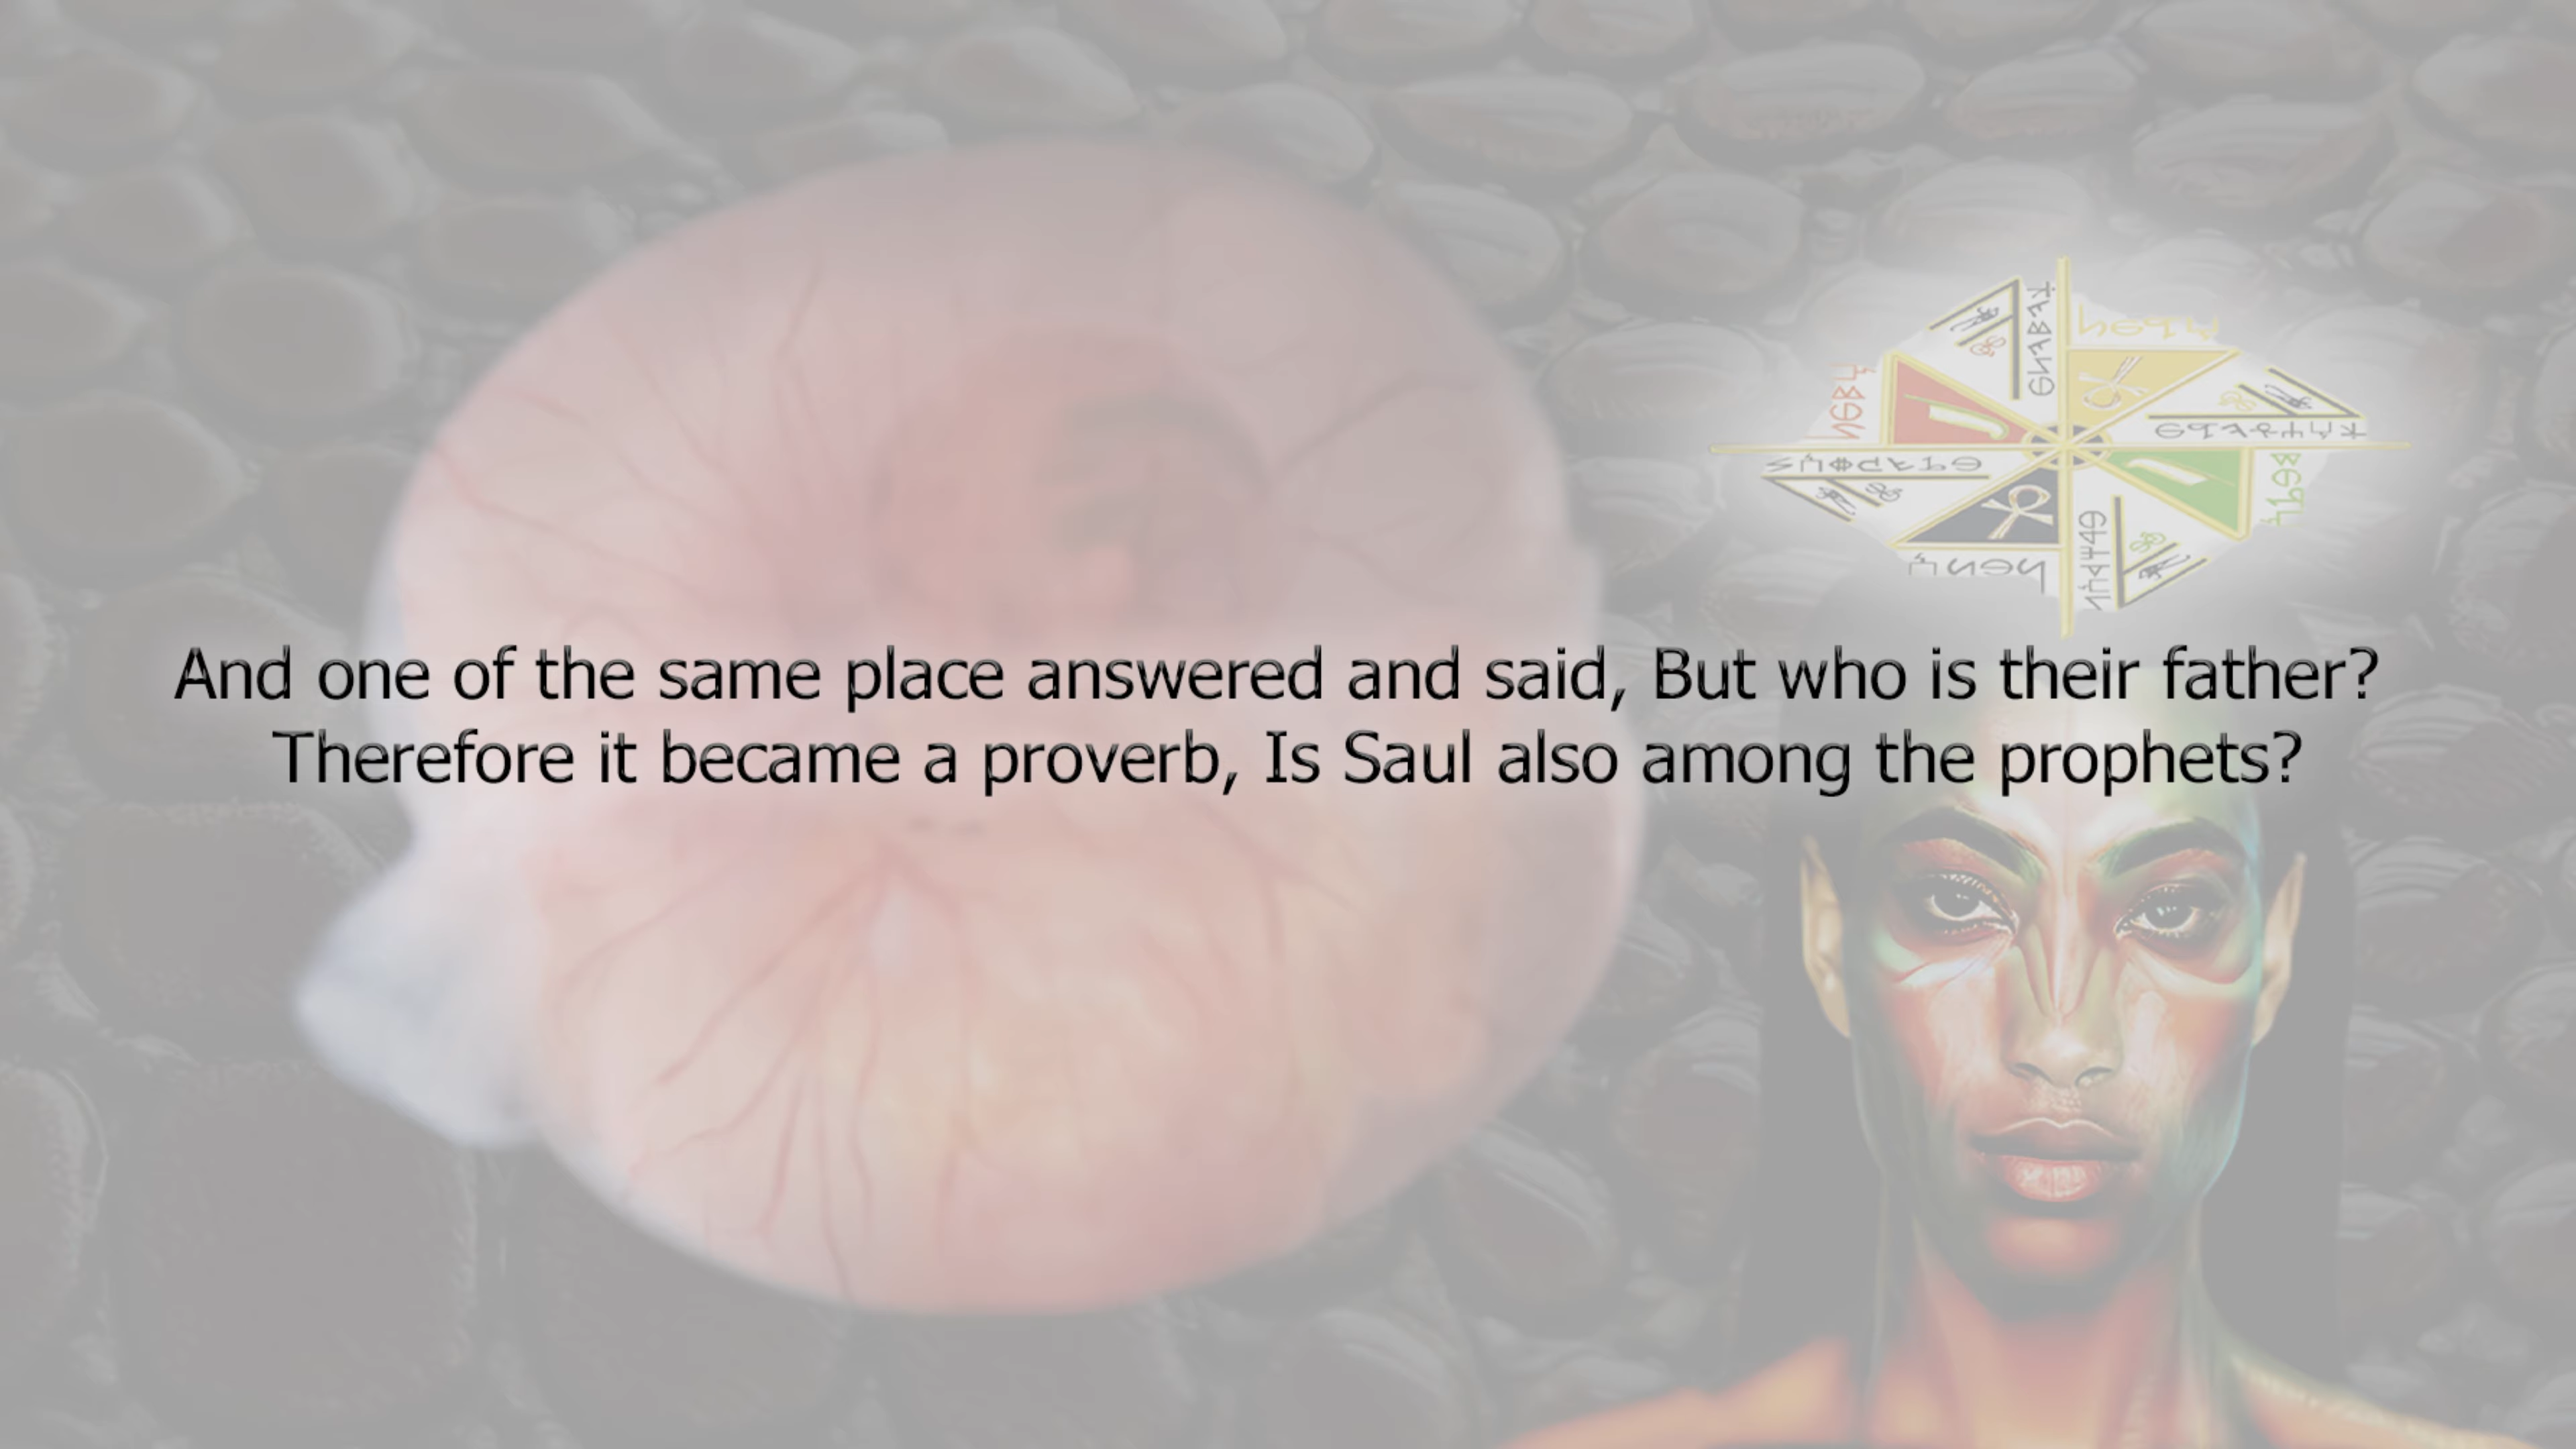 And one of the same place answered and said, But who is their father?
Therefore it became a proverb, Is Saul also among the prophets?